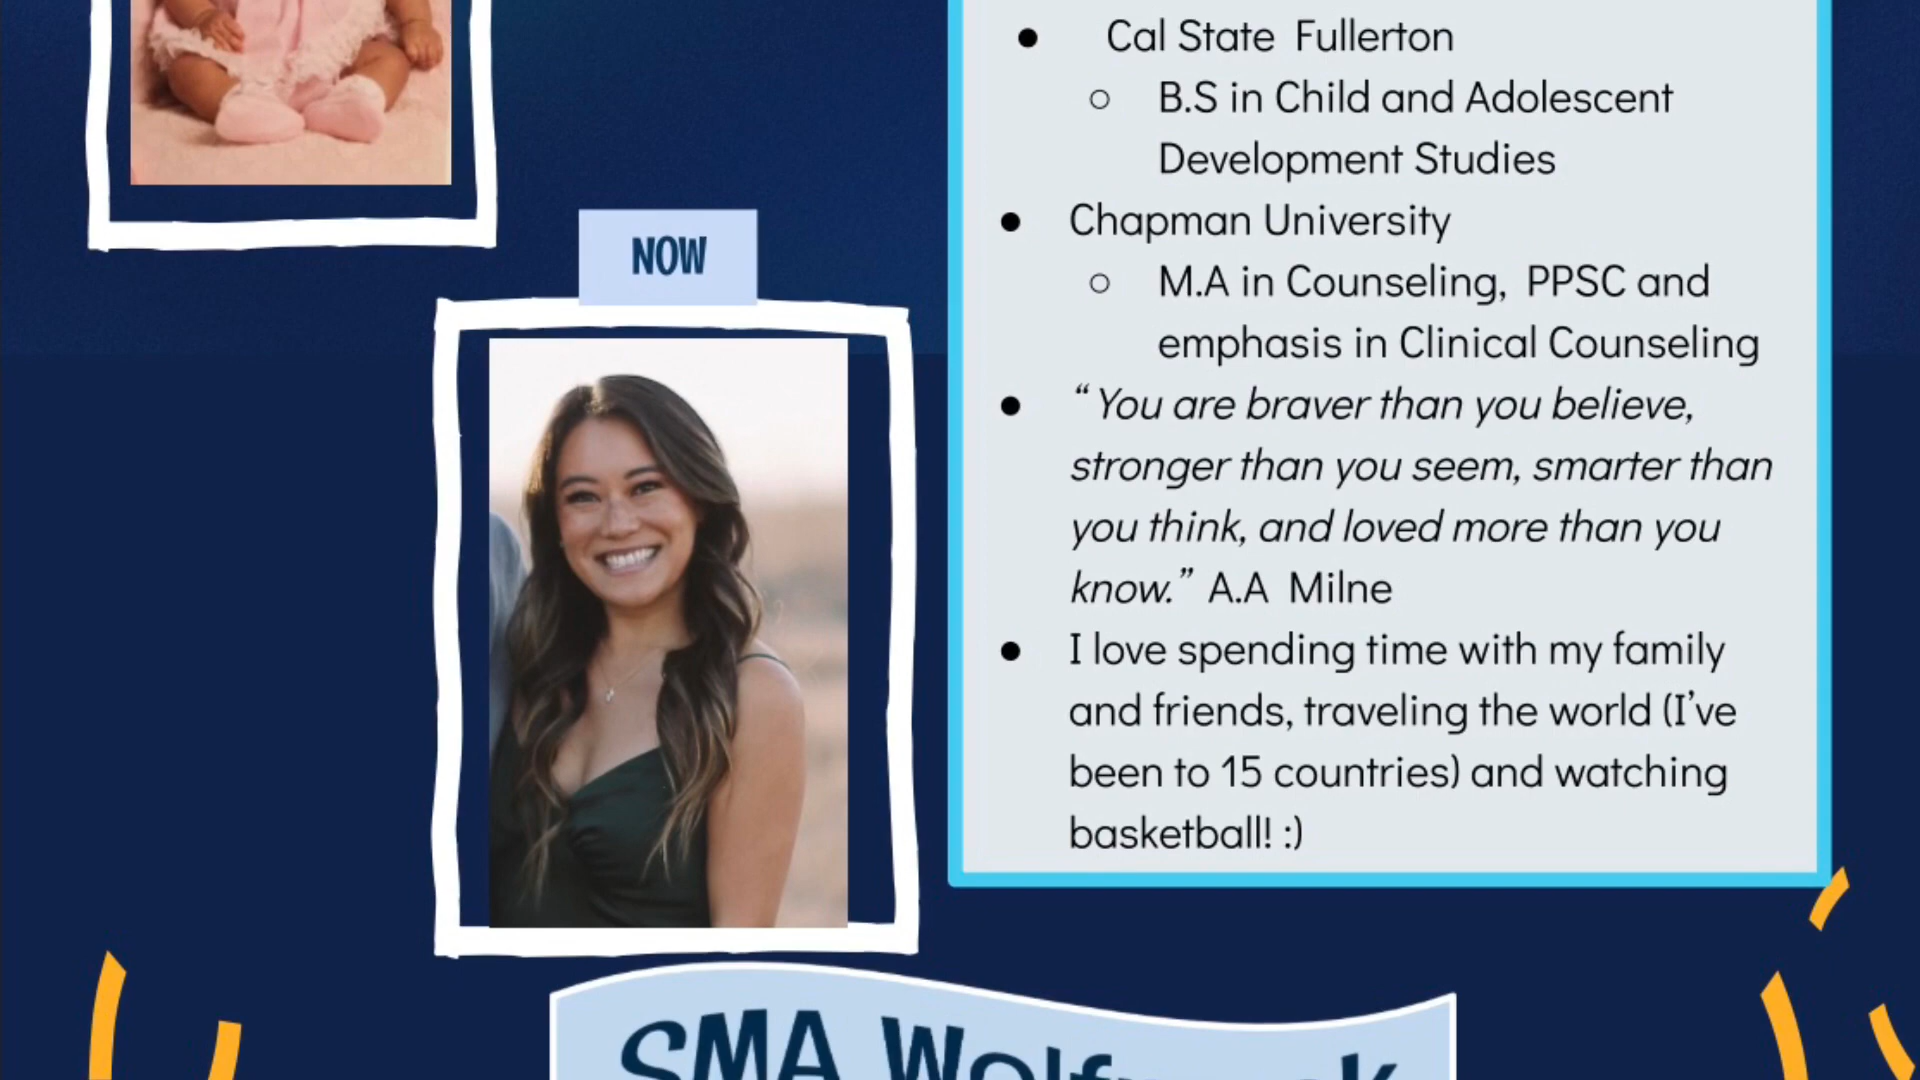 Cal State Fullerton
B.S in Child and Adolescent
Development Studies
Chapman University
M.A in Counseling, PPSC and
emphasis in Clinical Counseling
“ You are braver than you believe,
stronger than you seem, smarter than
you think, and loved more than you
know.” A.A Milne
I love spending time with my family
and friends, traveling the world (I’ve
been to 15 countries) and watching
basketball! :)
NOW
SMA